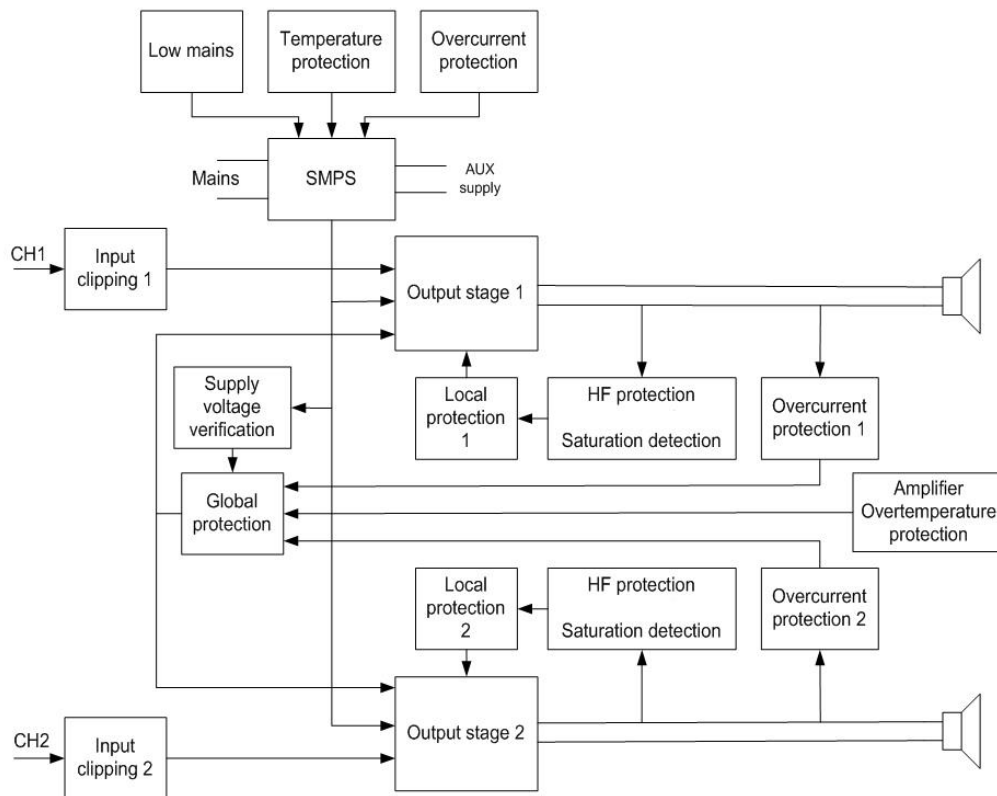 Low mains
Temperature
protection
Overcurrent
protection
Mains
SMPS
AUX
supply
CH1
Input
clipping 1
Output stage 1
Supply
voltage
verification
Local
protection
1
HF protection
Saturation detection
Overcurrent
protection 1
Global
protection
Amplifier
Overtemperature
protection
Local
protection
2
HF protection
Saturation detection
Overcurrent
protection 2
CH2
Input
clipping 2
Output stage 2